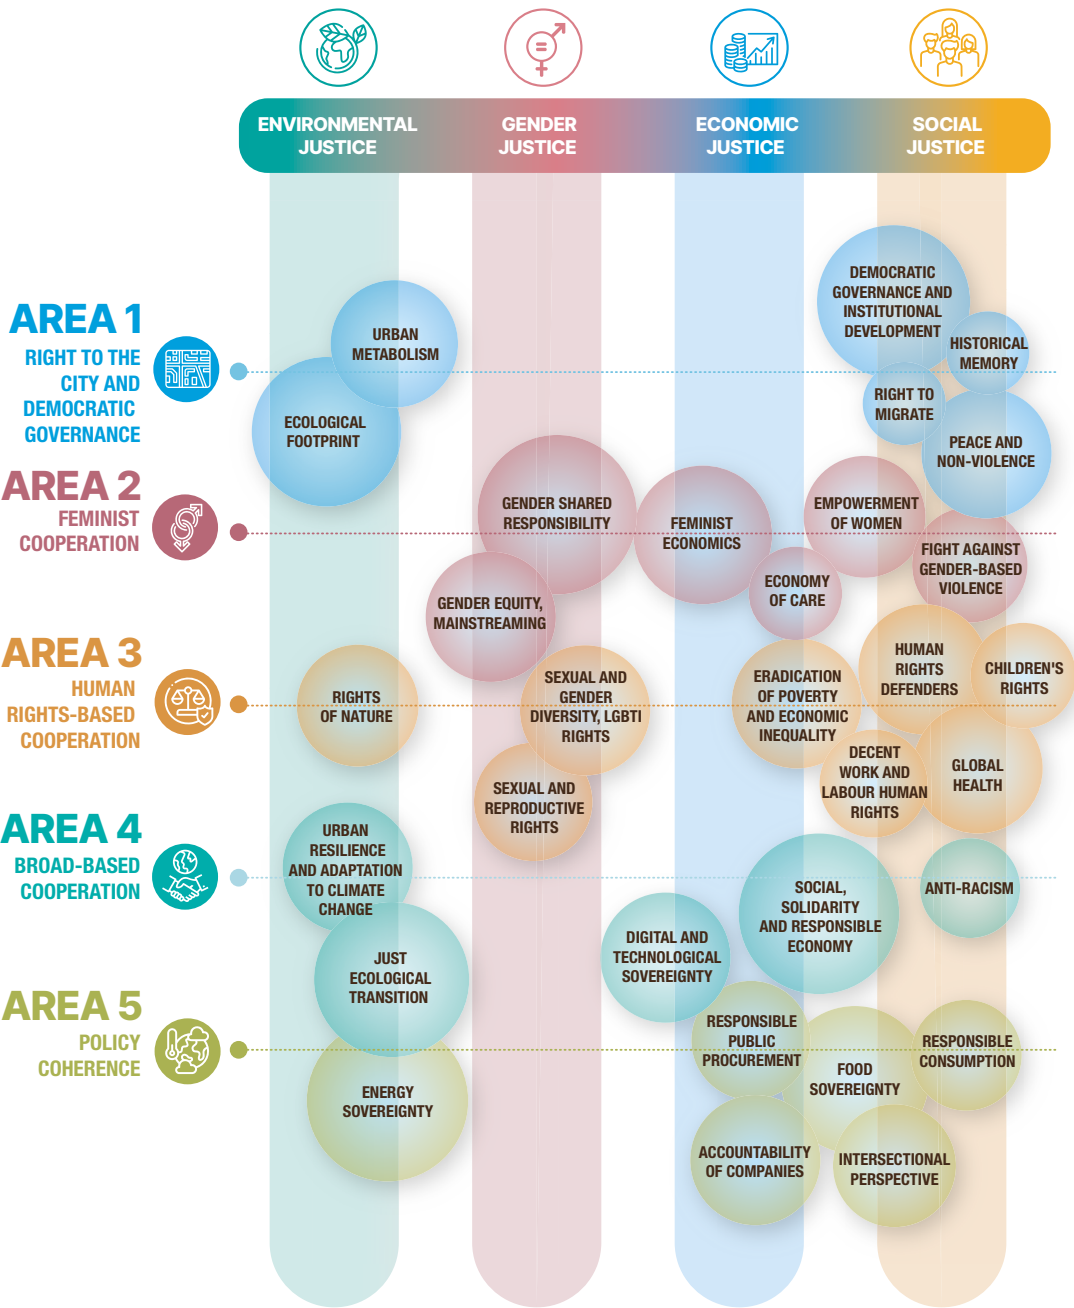 ENVIRONMENTAL
JUSTICE
GENDER
JUSTICE
ECONOMIC
JUSTICE
SOCIAL
JUSTICE
AREA 1
RIGHT TO THE
CITY AND
DEMOCRATIC
GOVERNANCE
URBAN
METABOLISM
ECOLOGICAL
FOOTPRINT
DEMOCRATIC
GOVERNANCE AND
INSTITUTIONAL
DEVELOPMENT
HISTORICAL
MEMORY
RIGHT TO
MIGRATE
PEACE AND
NON-VIOLENCE
AREA 2
FEMINIST
COOPERATION
GENDER SHARED
RESPONSIBILITY
GENDER EQUITY,
MAINSTREAMING
FEMINIST
ECONOMICS
ECONOMY
OF CARE
EMPOWERMENT
OF WOMEN
FIGHT AGAINST
GENDER-BASED
VIOLENCE
AREA 3
HUMAN
RIGHTS-BASED
COOPERATION
RIGHTS
OF NATURE
SEXUAL AND
GENDER
DIVERSITY, LGBTI
RIGHTS
SEXUAL AND
REPRODUCTIVE
RIGHTS
ERADICATION
OF POVERTY
AND ECONOMIC
INEQUALITY
HUMAN
RIGHTS
DEFENDERS
CHILDREN'S
RIGHTS
DECENT
WORK AND
LABOUR HUMAN
RIGHTS
GLOBAL
HEALTH
AREA 4
BROAD-BASED
COOPERATION
URBAN
RESILIENCE
AND ADAPTATION
TO CLIMATE
CHANGE
JUST
ECOLOGICAL
TRANSITION
DIGITAL AND
TECHNOLOGICAL
SOVEREIGNTY
SOCIAL,
SOLIDARITY
AND RESPONSIBLE
ECONOMY
ANTI-RACISM
AREA 5
POLICY
COHERENCE
ENERGY
SOVEREIGNTY
RESPONSIBLE
PUBLIC
PROCUREMENT
FOOD
SOVEREIGNTY
RESPONSIBLE
CONSUMPTION
ACCOUNTABILITY
OF COMPANIES
INTERSECTIONAL
PERSPECTIVE